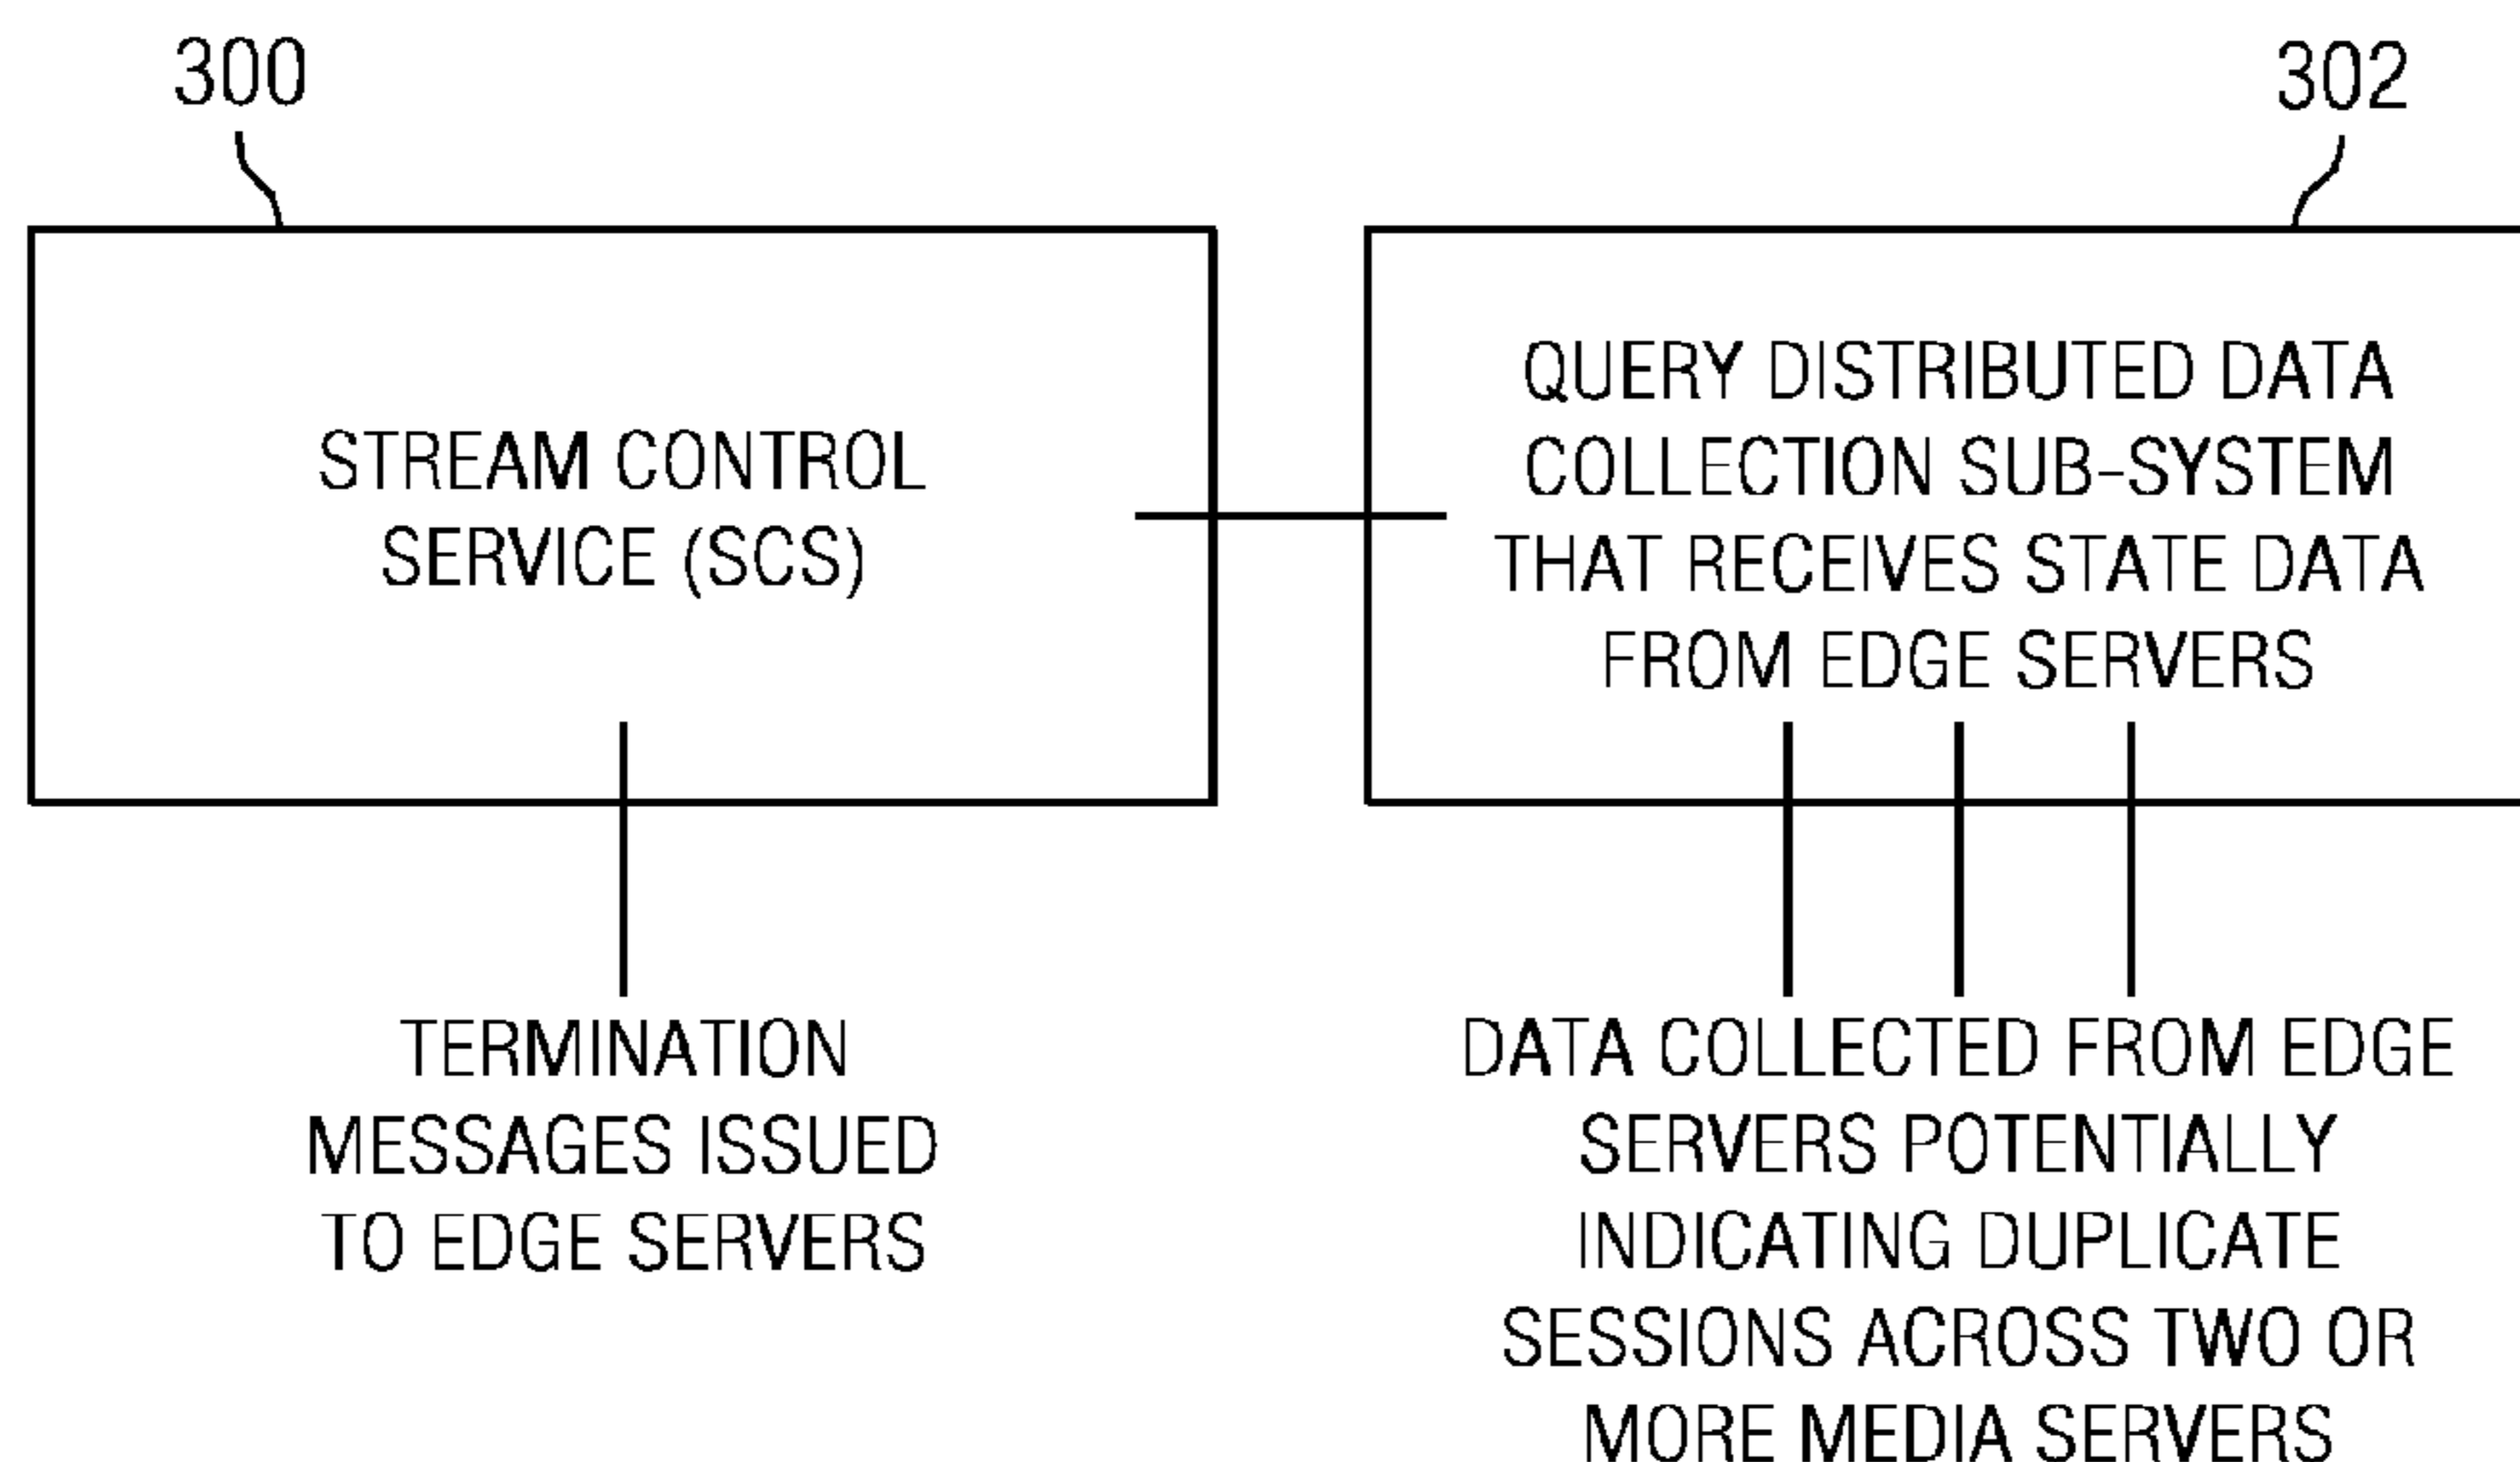 300
302
STREAM CONTROL
SERVICE (SCS)
QUERY DISTRIBUTED DATA
COLLECTION SUB-SYSTEM
THAT RECEIVES STATE DATA
FROM EDGE SERVERS
TERMINATION
MESSAGES ISSUED
TO EDGE SERVERS
DATA COLLECTED FROM EDGE
SERVERS POTENTIALLY
INDICATING DUPLICATE
SESSIONS ACROSS TWO OR
MORE MEDIA SERVERS